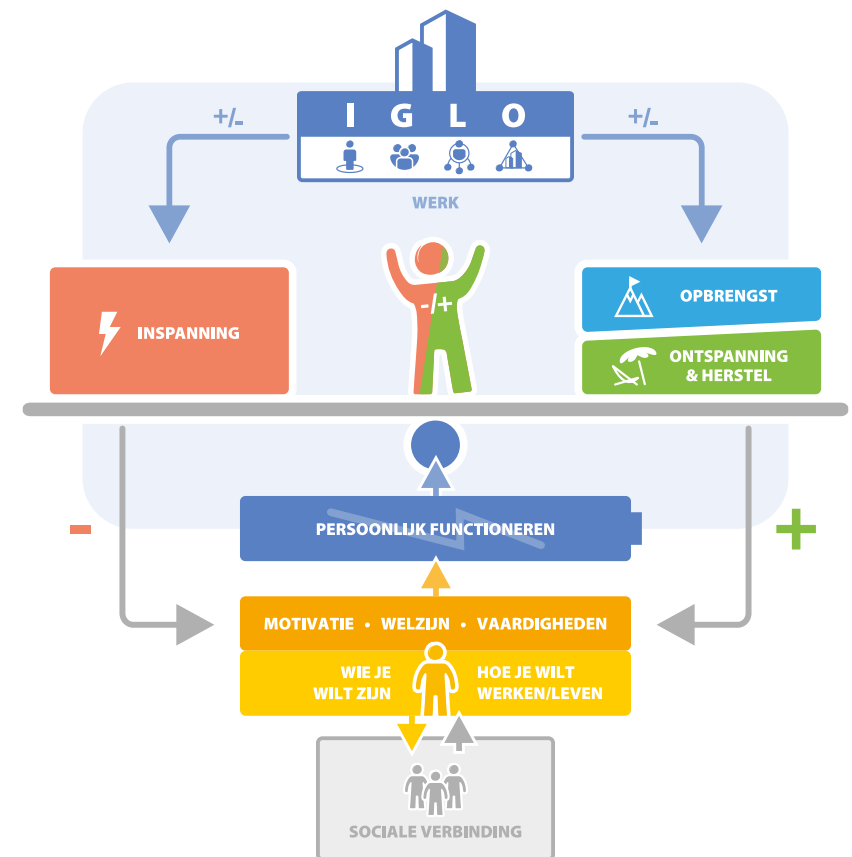 I G L O
+/-
+/-
WERK
-/+
INSPANNING
OPBRENGST
ONTSPANNING
& HERSTEL
-
+
PERSOONLIJK FUNCTIONEREN
MOTIVATIE • WELZIJN • VAARDIGHEDEN
WIE JE
WILT ZIJN
HOE JE WILT
WERKEN/LEVEN
SOCIALE VERBINDING